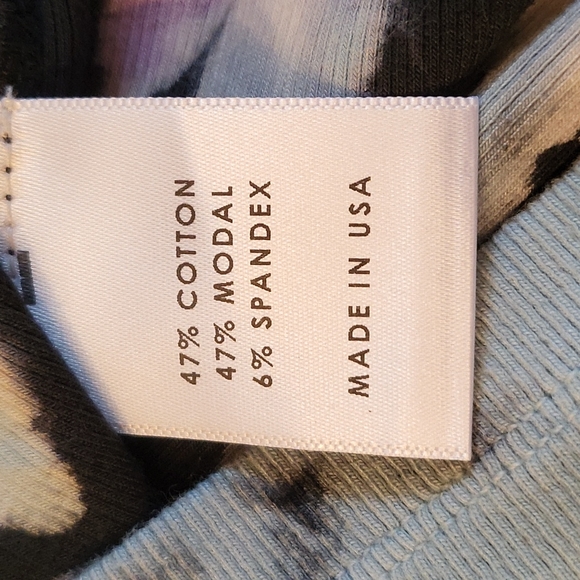 47% COTTON
47% MODAL
6% SPANDEX
MADE IN USA